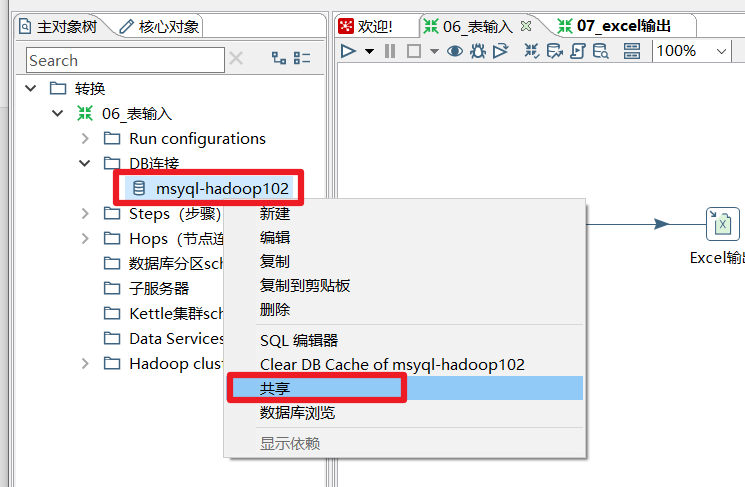 主对象树 核心对象
欢迎! 06_表输入 07_excel输出
Search
100%
转换
06_表输入
Run configurations
DB连接
msyql-hadoop102
Steps（步骤）
Hops（节点连
数据库分区sch
子服务器
Kettle集群sch
Data Services
Hadoop clust
新建
编辑
复制
复制到剪贴板
删除
SQL 编辑器
Clear DB Cache of msyql-hadoop102
共享
数据库浏览
显示依赖
Excel输出